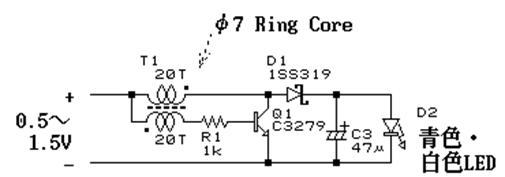 φ7 Ring Core
T1
20T
20T
R1
1k
D1
1SS319
Q1
C3279
C3
47μ
D2
青色・
白色LED
+
0.5〜
1.5V
−
+